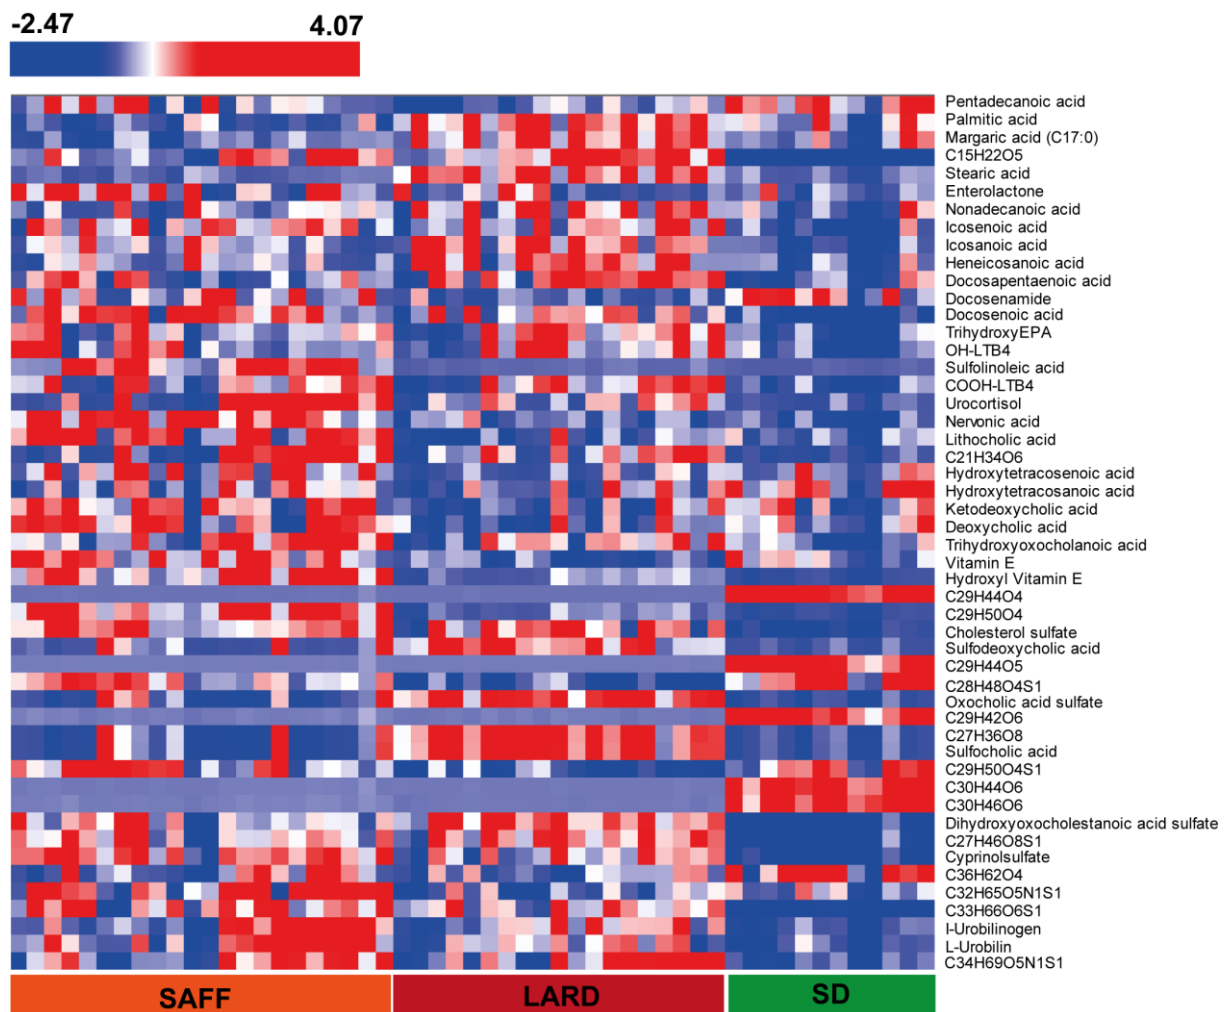 -2.47 4.07
Pentadecanoic acid
Palmitic acid
Margaric acid (C17:0)
C15H22O5
Stearic acid
Enterolactone
Nonadecanoic acid
Icosenoic acid
Icosanoic acid
Heneicosanoic acid
Docosapentaenoic acid
Docosenamide
Docosenoic acid
TrihydroxyEPA
OH-LTB4
Sulfolinoleic acid
COOH-LTB4
Urocortisol
Nervonic acid
Lithocholic acid
C21H34O6
Hydroxytetracosenoic acid
Hydroxytetracosanoic acid
Ketodeoxycholic acid
Deoxycholic acid
Trihydroxyoxocholanoic acid
Vitamin E
Hydroxyl Vitamin E
C29H44O4
C29H50O4
Cholesterol sulfate
Sulfodeoxycholic acid
C29H44O5
C28H48O4S1
Oxocholic acid sulfate
C29H42O6
C27H36O8
Sulfocholic acid
C29H50O4S1
C30H44O6
C30H46O6
Dihydroxyoxocholestanoic acid sulfate
C27H46O8S1
Cyprinolsulfate
C36H62O4
C32H65O5N1S1
C33H66O6S1
I-Urobilinogen
L-Urobilin
C34H69O5N1S1
SAFF LARD SD